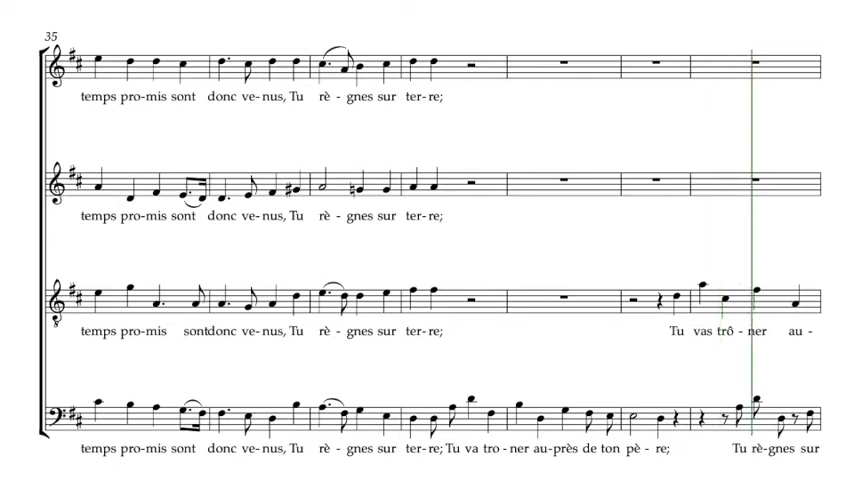 35
temps pro-mis sont donc ve-nus, Tu rè - gnes sur ter-re;
temps pro-mis sont donc ve-nus, Tu rè - gnes sur ter-re;
8
temps pro-mis sontdonc ve-nus, Tu rè - gnes sur ter-re; Tu vas trô - ner au -
temps pro-mis sont donc ve-nus, Tu rè - gnes sur ter-re; Tu va tro-ner au-près de ton pè - re; Tu rè-gnes sur